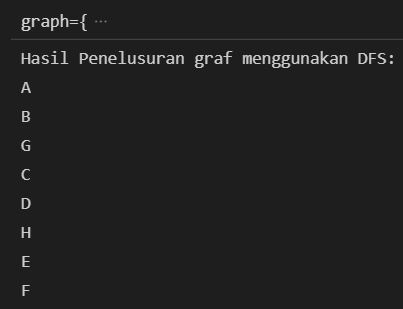 graph={ ···
Hasil Penelusuran graf menggunakan DFS:
A
B
G
C
D
H
E
F